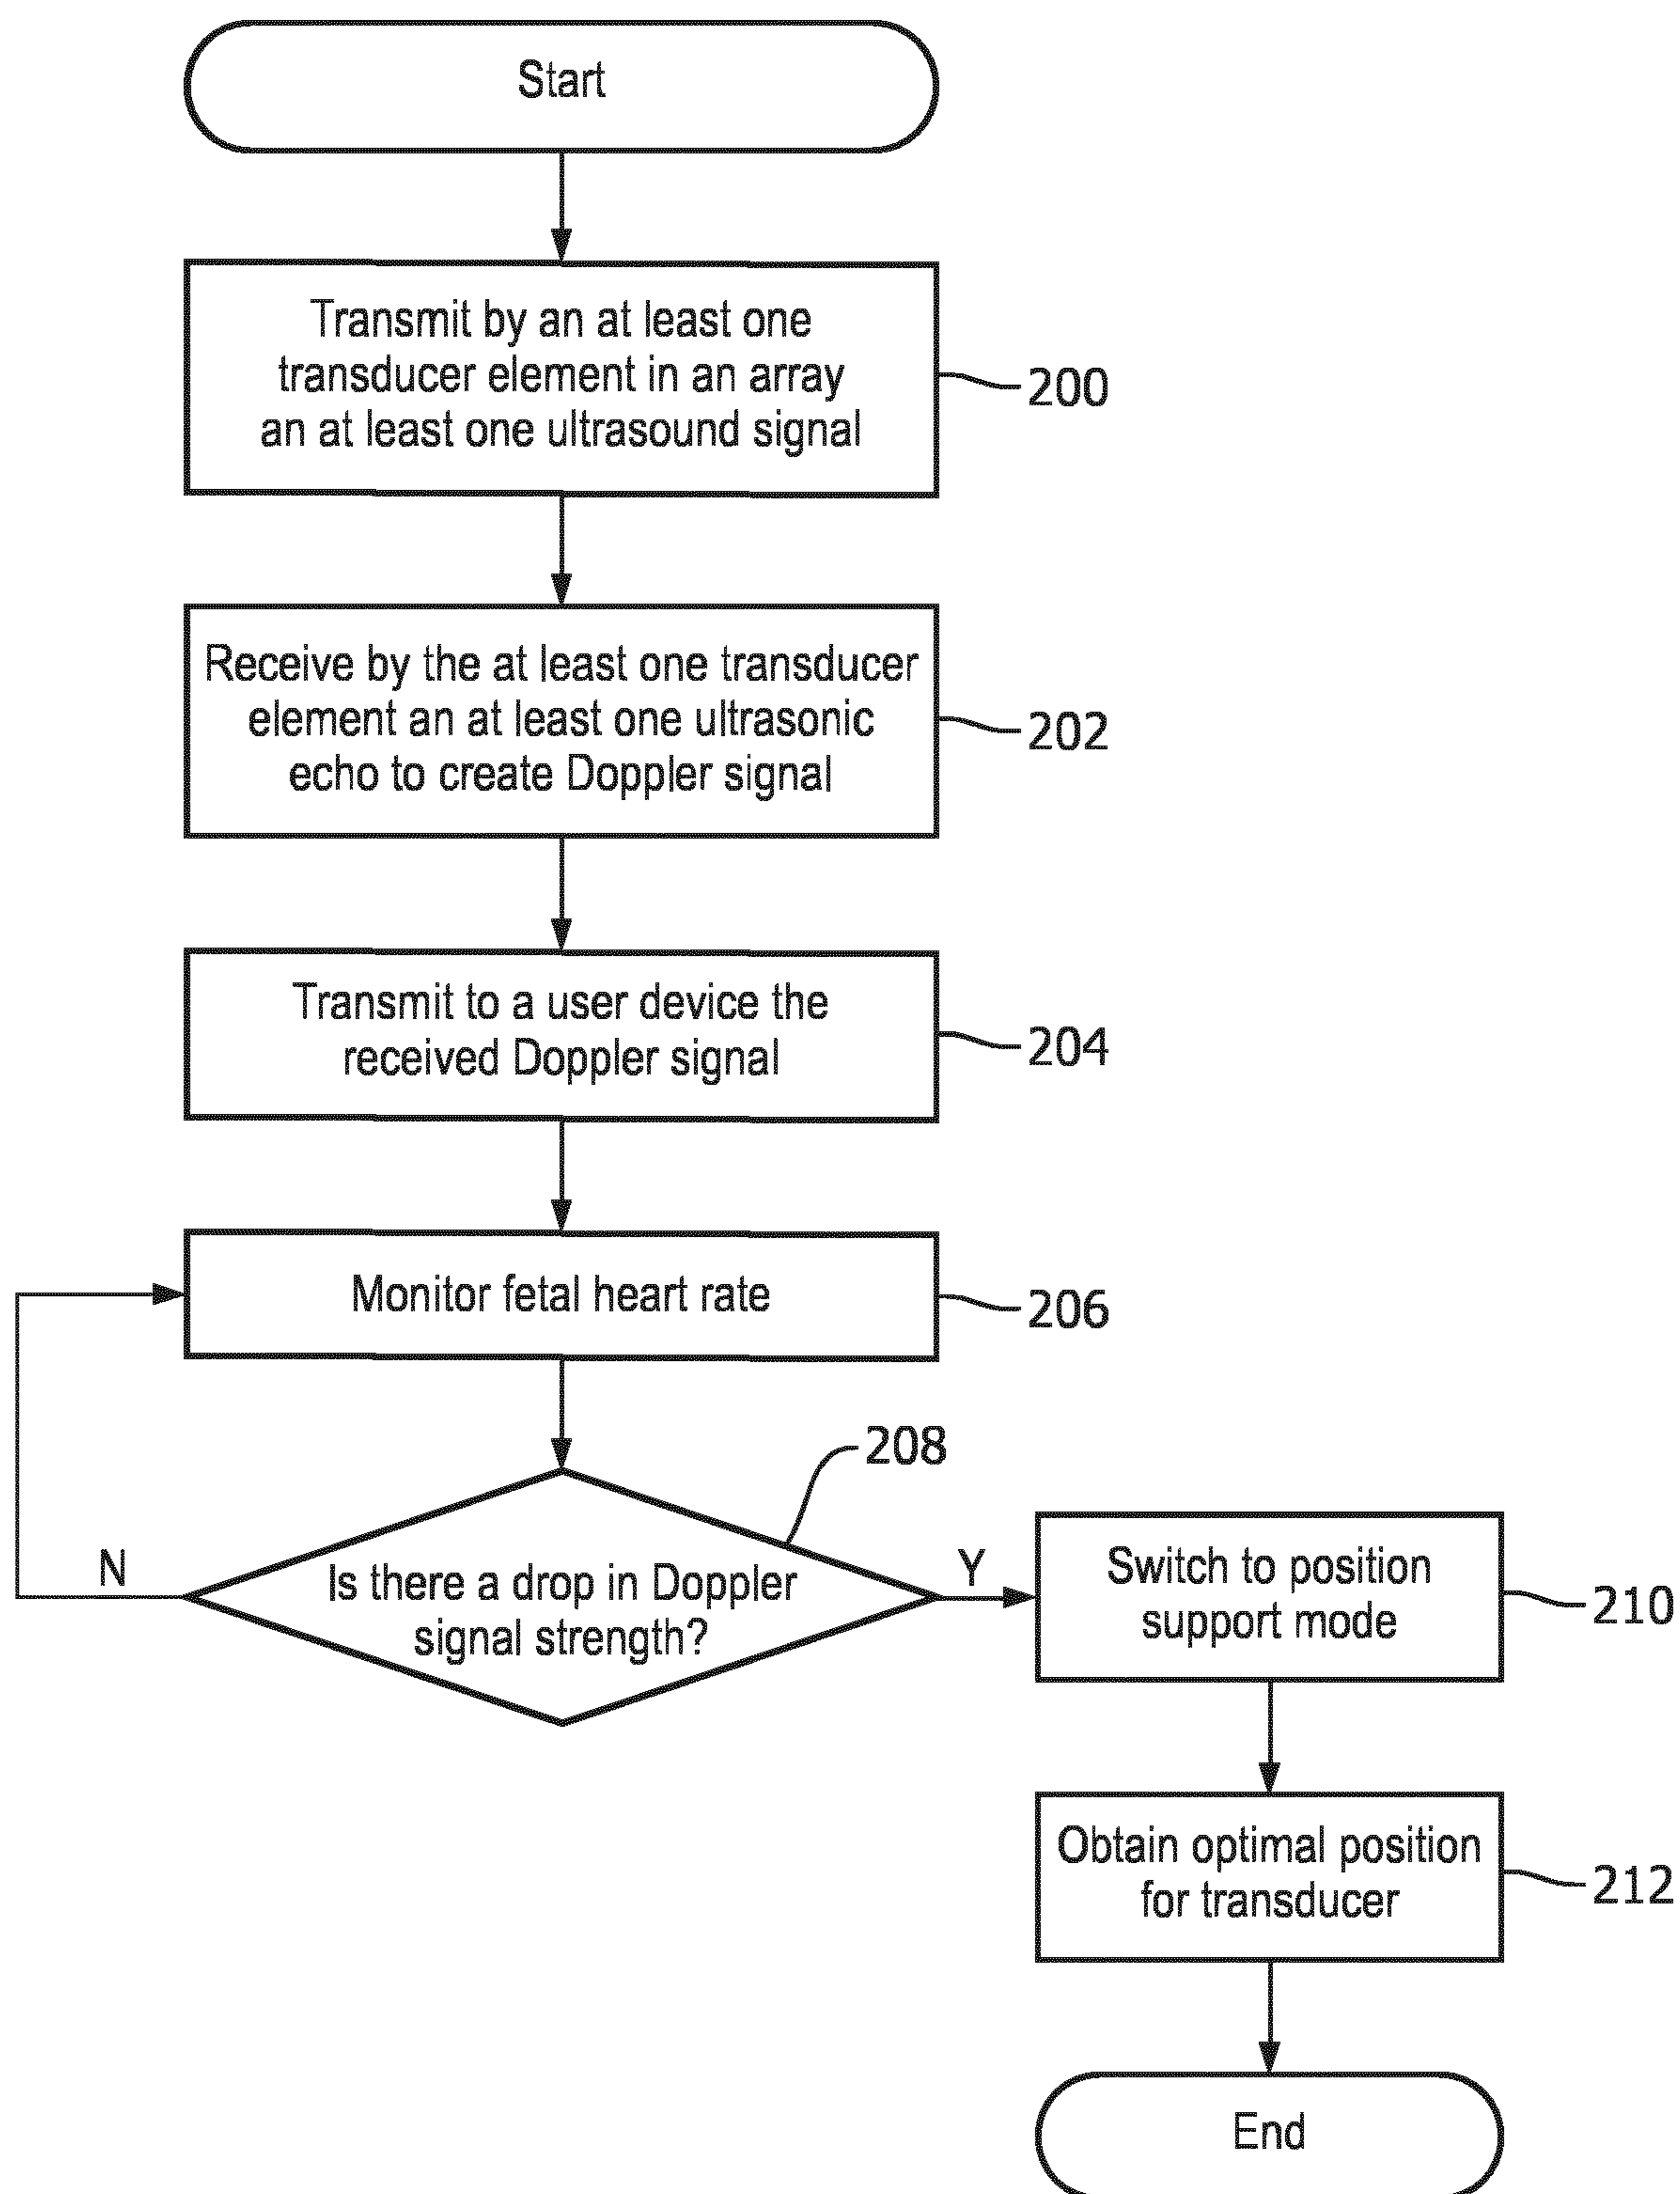 Start
Transmit by an at least one
transducer element in an array
an at least one ultrasound signal
200
Receive by the at least one transducer
element an at least one ultrasonic
echo to create Doppler signal
202
Transmit to a user device the
received Doppler signal
204
Monitor fetal heart rate
206
208
Is there a drop in Doppler
signal strength?
N
Y
Switch to position
support mode
210
Obtain optimal position
for transducer
212
End